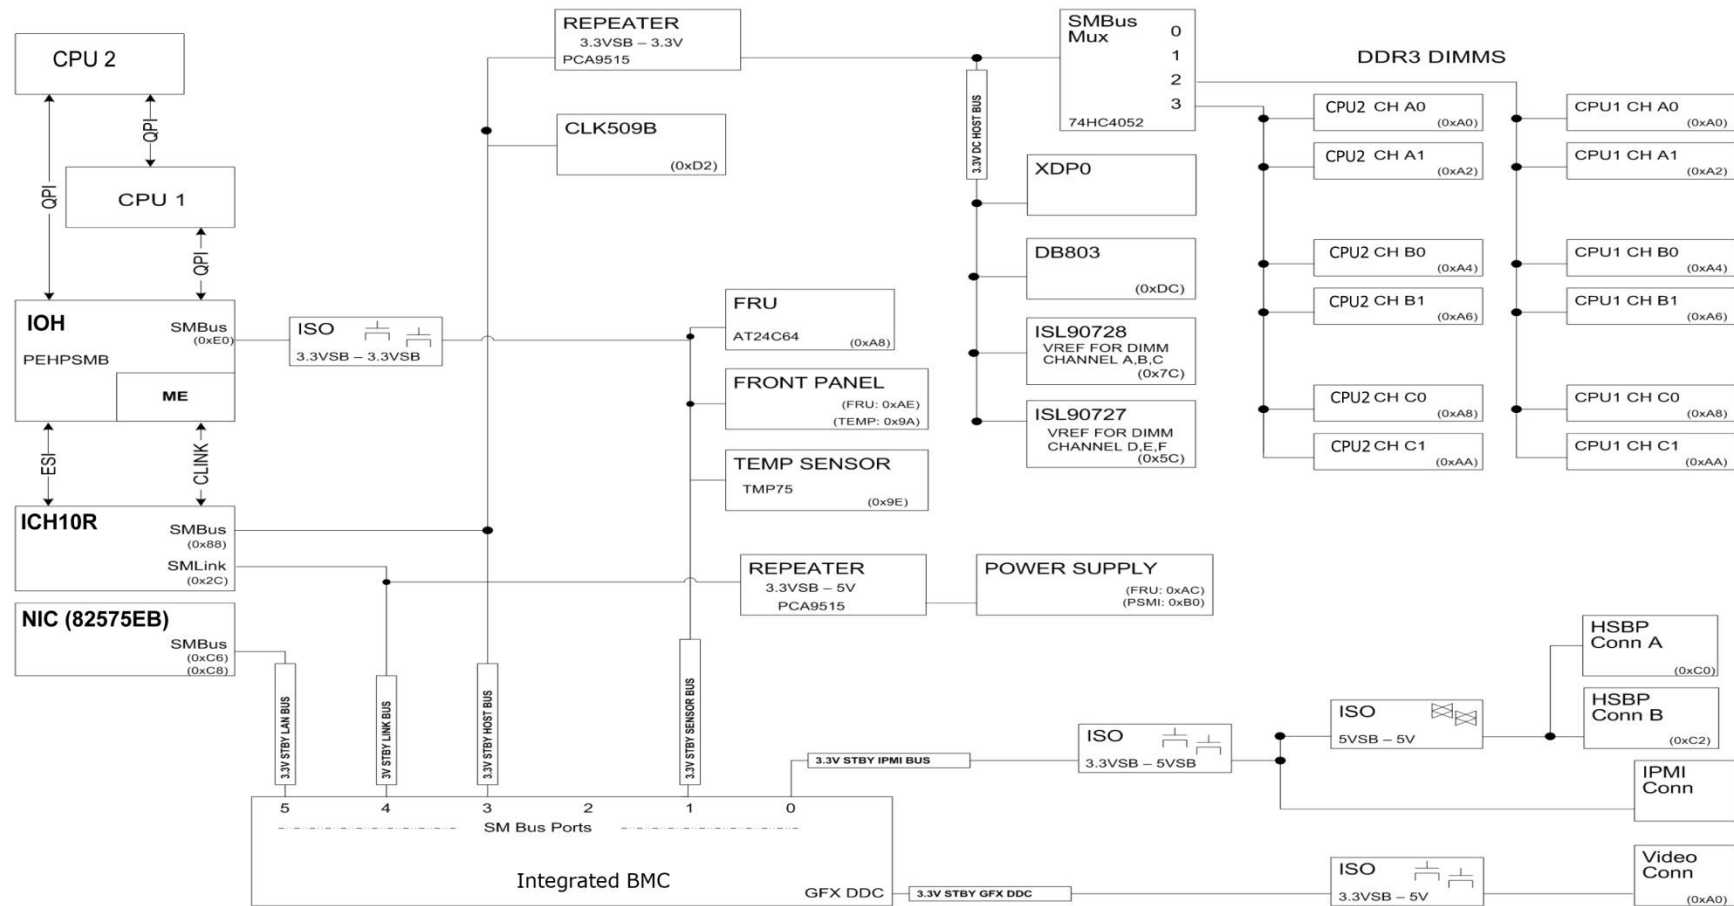 CPU 2
QPI
QPI
CPU 1
QPI
IOH
SMBus
(0xE0)
PEHPSMB
ME
ESI
CLINK
ICH10R
SMBus
(0x88)
SMLink
(0x2C)
NIC (82575EB)
SMBus
(0xC6)
(0xC8)
ISO
3.3VSB – 3.3VSB
REPEATER
3.3VSB – 3.3V
PCA9515
CLK509B
(0xD2)
FRU
AT24C64
(0xA8)
FRONT PANEL
(FRU: 0xAE)
(TEMP: 0x9A)
TEMP SENSOR
TMP75
(0x9E)
REPEATER
3.3VSB – 5V
PCA9515
POWER SUPPLY
(FRU: 0xAC)
(PSMI: 0xB0)
3.3V DC HOST BUS
SMBus
Mux
0
1
2
3
74HC4052
XDP0
DB803
(0xDC)
ISL90728
VREF FOR DIMM
CHANNEL A,B,C
(0x7C)
ISL90727
VREF FOR DIMM
CHANNEL D,E,F
(0x5C)
DDR3 DIMMS
CPU2 CH A0
(0xA0)
CPU2 CH A1
(0xA2)
CPU2 CH B0
(0xA4)
CPU2 CH B1
(0xA6)
CPU2 CH C0
(0xA8)
CPU2 CH C1
(0xAA)
CPU1 CH A0
(0xA0)
CPU1 CH A1
(0xA2)
CPU1 CH B0
(0xA4)
CPU1 CH B1
(0xA6)
CPU1 CH C0
(0xA8)
CPU1 CH C1
(0xAA)
3.3V STBY LAN BUS
3V STBY LINK BUS
3.3V STBY HOST BUS
3.3V STBY SENSOR BUS
3.3V STBY IPMI BUS
ISO
3.3VSB – 5VSB
ISO
5VSB – 5V
HSBP
Conn A
(0xC0)
HSBP
Conn B
(0xC2)
IPMI
Conn
5 4 3 2 1 0
SM Bus Ports
Integrated BMC
GFX DDC
3.3V STBY GFX DDC
ISO
3.3VSB – 5V
Video
Conn
(0xA0)